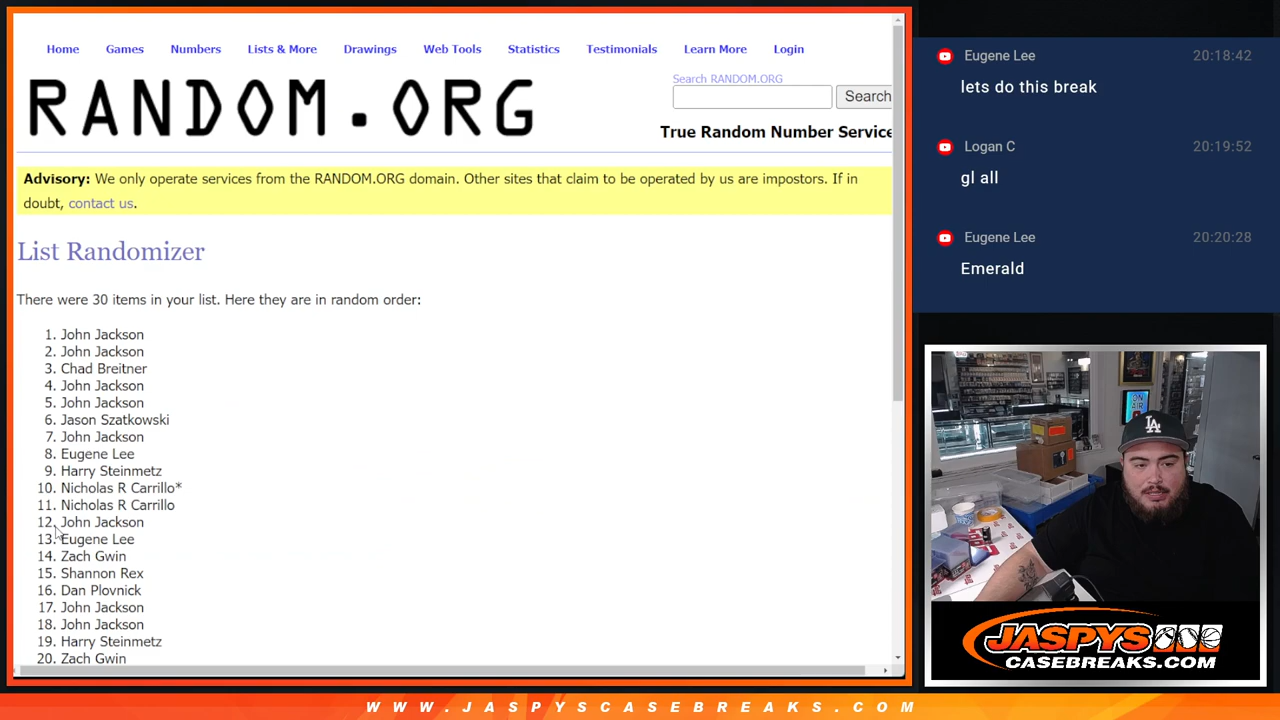 Home Games Numbers Lists & More Drawings Web Tools Statistics Testimonials Learn More Login
RANDOM.ORG
Search RANDOM.ORG
Search
True Random Number Service
Advisory: We only operate services from the RANDOM.ORG domain. Other sites that claim to be operated by us are impostors. If in
doubt, contact us.
List Randomizer
There were 30 items in your list. Here they are in random order:
1. John Jackson
2. John Jackson
3. Chad Breitner
4. John Jackson
5. John Jackson
6. Jason Szatkowski
7. John Jackson
8. Eugene Lee
9. Harry Steinmetz
10. Nicholas R Carrillo*
11. Nicholas R Carrillo
12. John Jackson
13. Eugene Lee
14. Zach Gwin
15. Shannon Rex
16. Dan Plovnick
17. John Jackson
18. John Jackson
19. Harry Steinmetz
20. Zach Gwin
Eugene Lee 20:18:42
lets do this break
Logan C 20:19:52
gl all
Eugene Lee 20:20:28
Emerald
ON
AIR
LA
JASPYS
CASEBREAKS.COM
WWW.JASPYSCASEBREAKS.COM